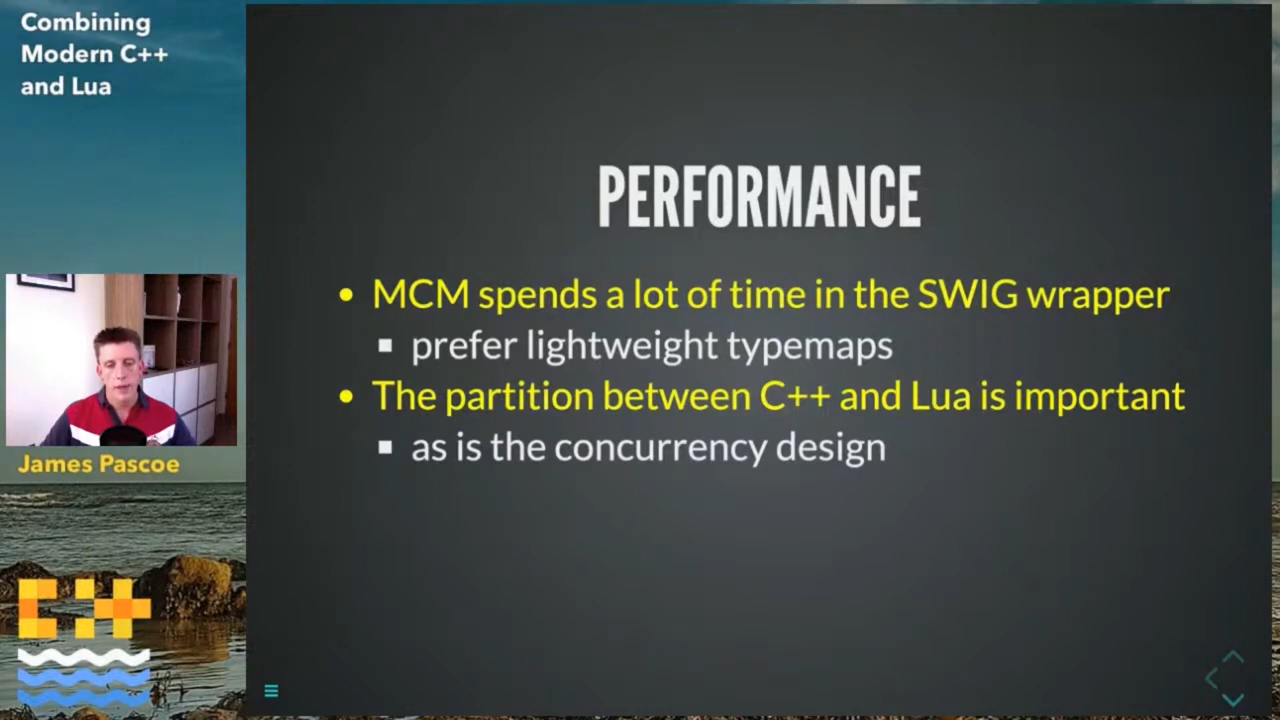 Combining
Modern C++
and Lua
James Pascoe
PERFORMANCE
MCM spends a lot of time in the SWIG wrapper
prefer lightweight typemaps
The partition between C++ and Lua is important
as is the concurrency design
C++